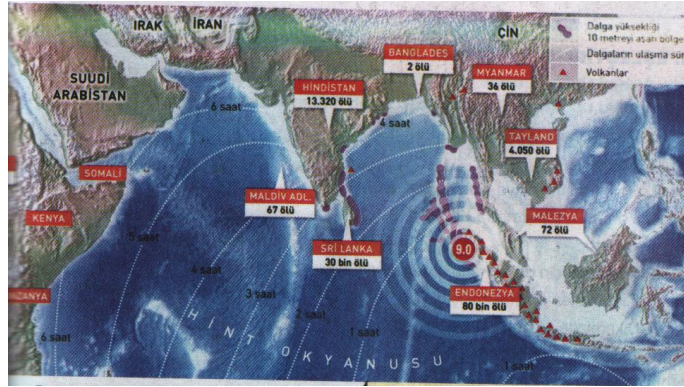 IRAK
İRAN
ÇİN
Dalga yüksekliği
10 metreyi aşan bölge
Dalgaların ulaşma sür
Volkanlar
SUUDİ
ARABİSTAN
BANGLADEŞ
2 ölü
MYANMAR
36 ölü
HİNDİSTAN
13.320 ölü
6 saat
4 saat
TAYLAND
4.050 ölü
SOMALİ
MALDİV ADL.
67 ölü
KENYA
MALEZYA
72 ölü
5 saat
SRİ LANKA
30 bin ölü
9.0
4 saat
3 saat
ENDONEZYA
80 bin ölü
2 saat
1 saat
6 saat
HİNT OKYANUSU
1 saat